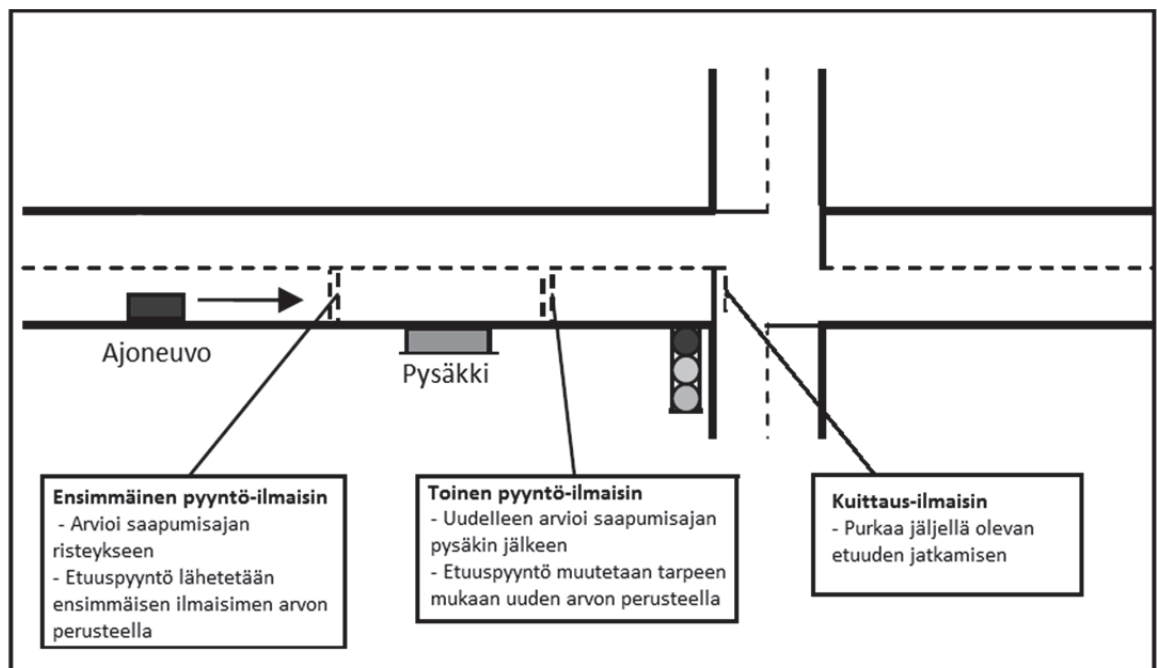 Ajoneuvo
Pysäkki
Ensimmäinen pyyntö-ilmaisin
- Arvioi saapumisajan
risteykseen
- Etuuspyyntö lähetetään
ensimmäisen ilmaisimen arvon
perusteella
Toinen pyyntö-ilmaisin
- Uudelleen arvioi saapumisajan
pysäkin jälkeen
- Etuuspyyntö muutetaan tarpeen
mukaan uuden arvon perusteella
Kuittaus-ilmaisin
- Purkaa jäljellä olevan
etuuden jatkamisen